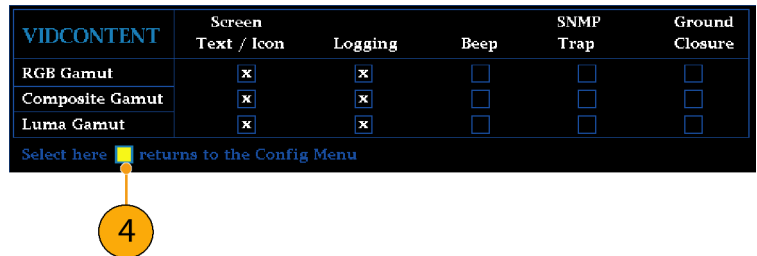 VIDCONTENT Screen Text / Icon Logging Beep SNMP Trap Ground Closure
RGB Gamut x x
Composite Gamut x x
Luma Gamut x x
Select here returns to the Config Menu
4